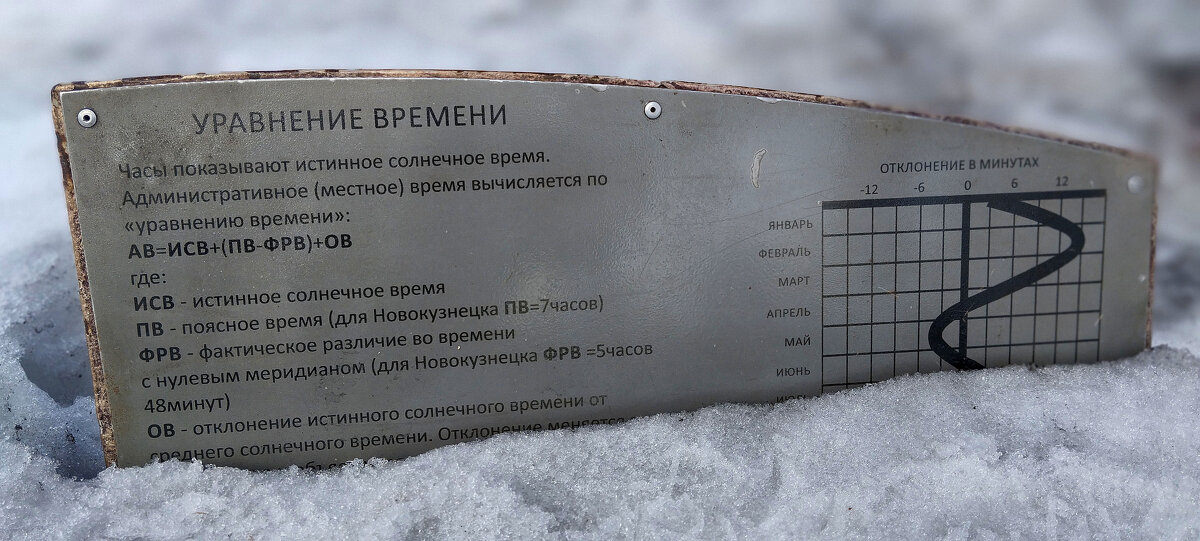 УРАВНЕНИЕ ВРЕМЕНИ
Часы показывают истинное солнечное время.
Административное (местное) время вычисляется по
«уравнению времени»:
АВ=ИСВ+(ПВ-ФРВ)+ОВ
где:
ИСВ - истинное солнечное время
ПВ - поясное время (для Новокузнецка ПВ=7часов)
ФРВ - фактическое различие во времени
с нулевым меридианом (для Новокузнецка ФРВ =5часов
48минут)
ОВ - отклонение истинного солнечного времени от
среднего солнечного времени. Отклонение меняется
ОТКЛОНЕНИЕ В МИНУТАХ
-12 -6 0 6 12
ЯНВАРЬ
ФЕВРАЛЬ
МАРТ
АПРЕЛЬ
МАЙ
ИЮНЬ